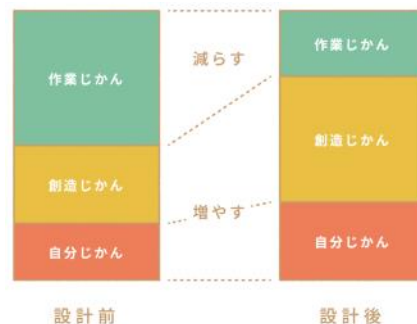 作業じかん
創造じかん
自分じかん
減らす
増やす
作業じかん
創造じかん
自分じかん
設計前
設計後